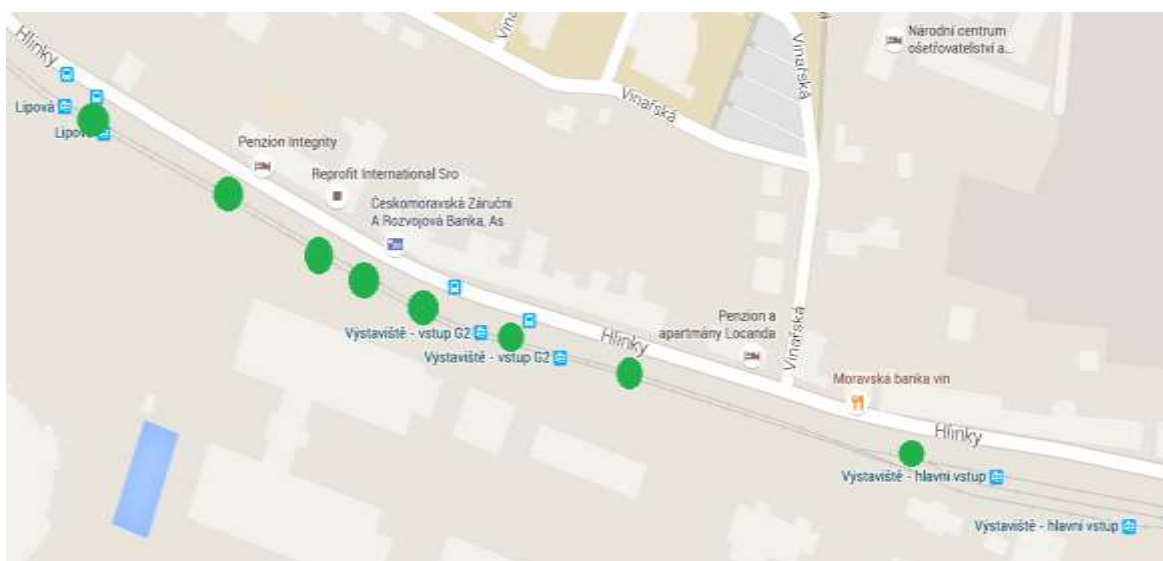 Hlinky
Vinařská
Národní centrum
ošetřovatelství a...
Vinařská
Vinařská
Lipová
Lipová
Penzion Integrity
Reprofit International Sro
Českomoravská Záruční
A Rozvojová Banka, As
Výstaviště - vstup G2
Výstaviště - vstup G2
Hlinky
Penzion a
apartmány Locanda
Vinařská
Moravská banka vín
Hlinky
Výstaviště - hlavní vstup
Výstaviště - hlavní vstup